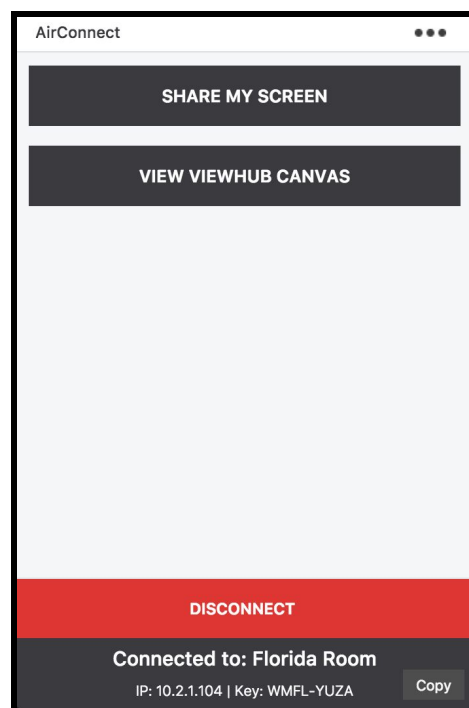 AirConnect
SHARE MY SCREEN
VIEW VIEWHUB CANVAS
DISCONNECT
Connected to: Florida Room
IP: 10.2.1.104 | Key: WMFL-YUZA
Copy